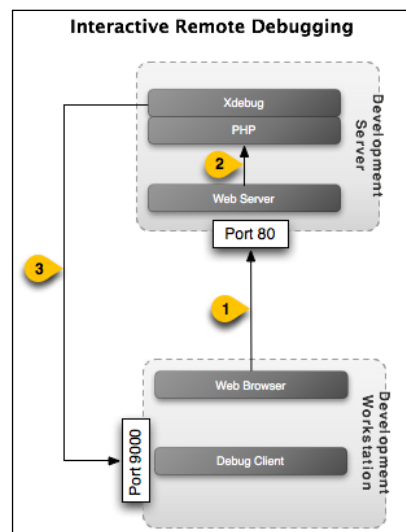 Interactive Remote Debugging
Xdebug
PHP
2
Web Server
Development
Server
Port 80
3
1
Web Browser
Debug Client
Development
Workstation
Port 9000